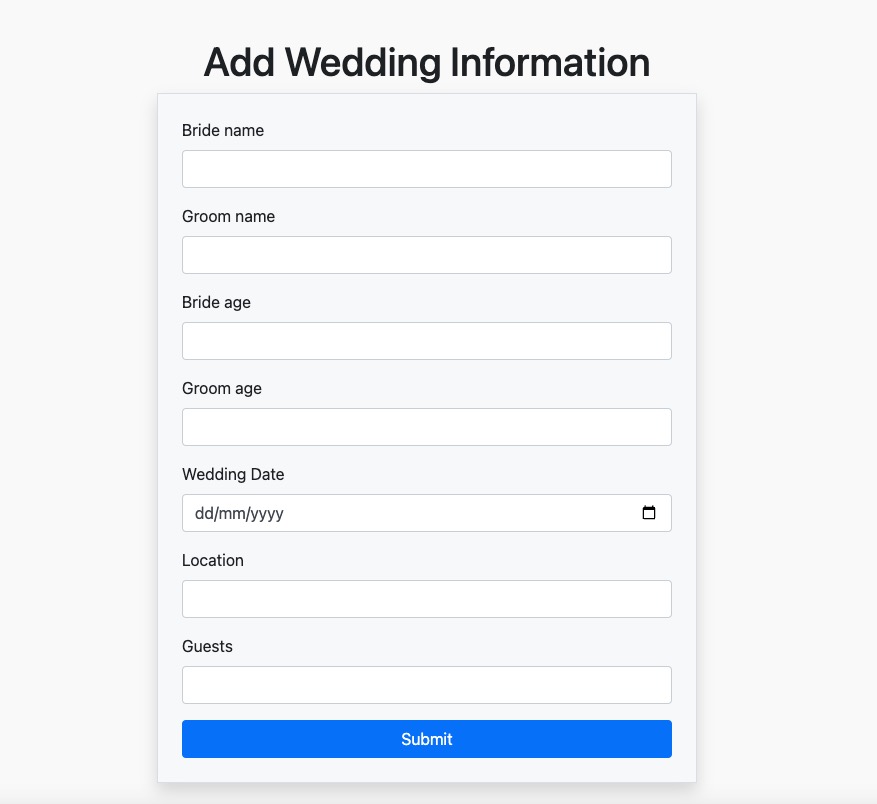 Add Wedding Information
Bride name
Groom name
Bride age
Groom age
Wedding Date
dd/mm/yyyy
Location
Guests
Submit